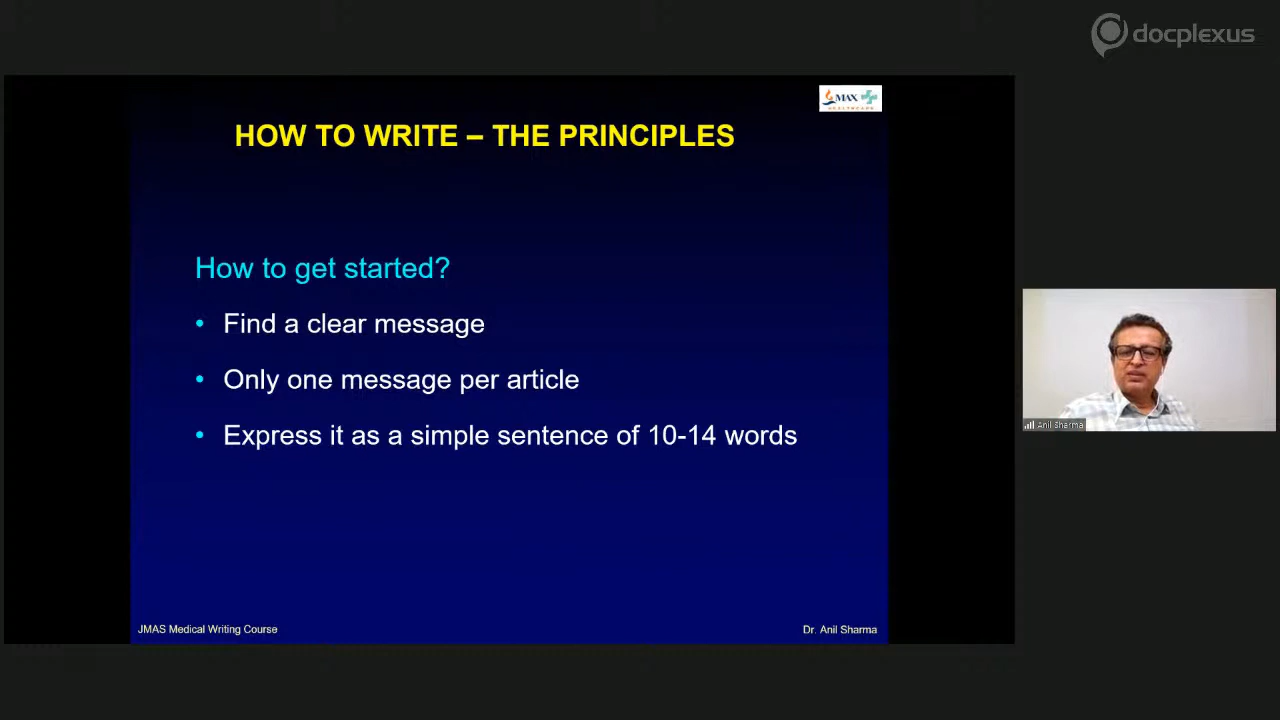 docplexus
MAX
HEALTHCARE
HOW TO WRITE – THE PRINCIPLES
How to get started?
• Find a clear message
• Only one message per article
• Express it as a simple sentence of 10-14 words
Anil Sharma
JMAS Medical Writing Course
Dr. Anil Sharma